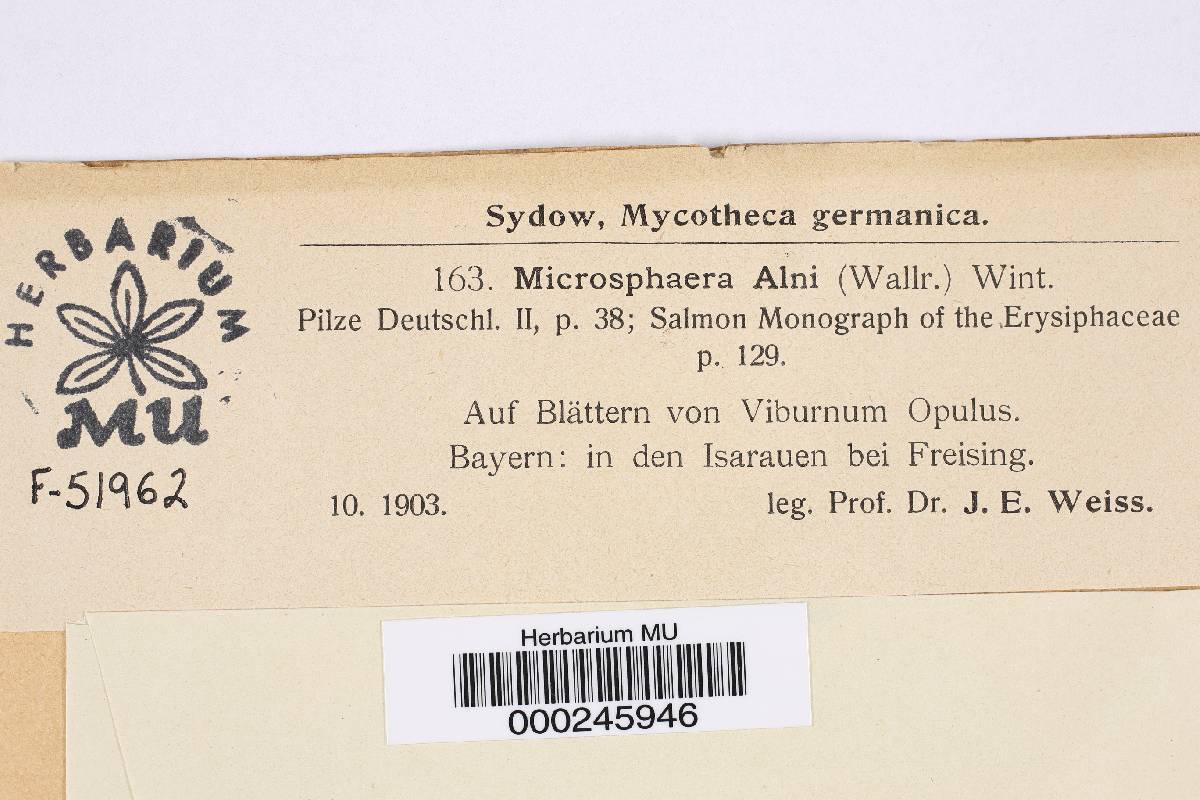 Sydow, Mycotheca germanica.
163. Microsphaera Alni (Wallr.) Wint.
Pilze Deutschl. II, p. 38; Salmon Monograph of the Erysiphaceae
p. 129.
Auf Blättern von Viburnum Opulus.
Bayern: in den Isarauen bei Freising.
10. 1903. leg. Prof. Dr. J. E. Weiss.
HERBARIUM
MU
F-51962
Herbarium MU
000245946